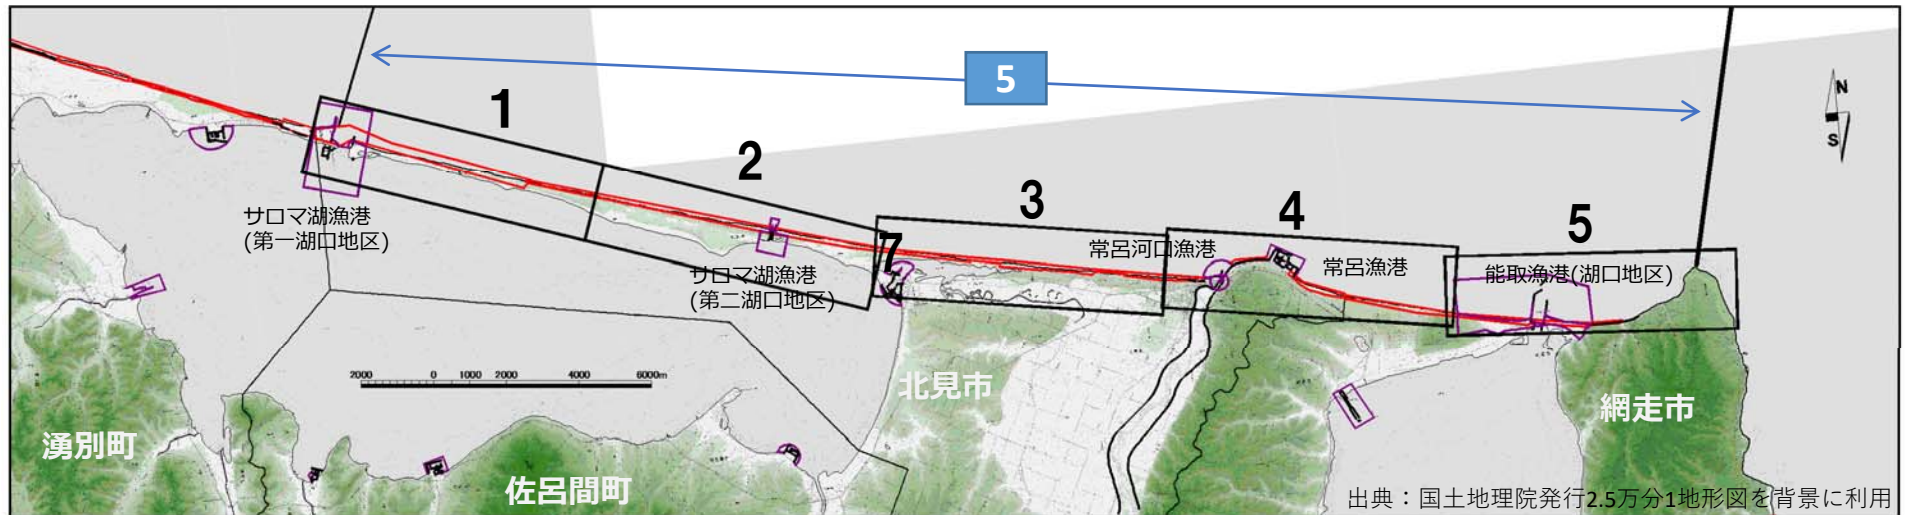 5
N
S
1
2
3
4
5
7
サロマ湖漁港
(第一湖口地区)
サロマ湖漁港
(第二湖口地区)
常呂河口漁港
常呂漁港
能取漁港(湖口地区)
2000 0 1000 2000 4000 6000m
北見市
網走市
湧別町
佐呂間町
出典：国土地理院発行2.5万分1地形図を背景に利用